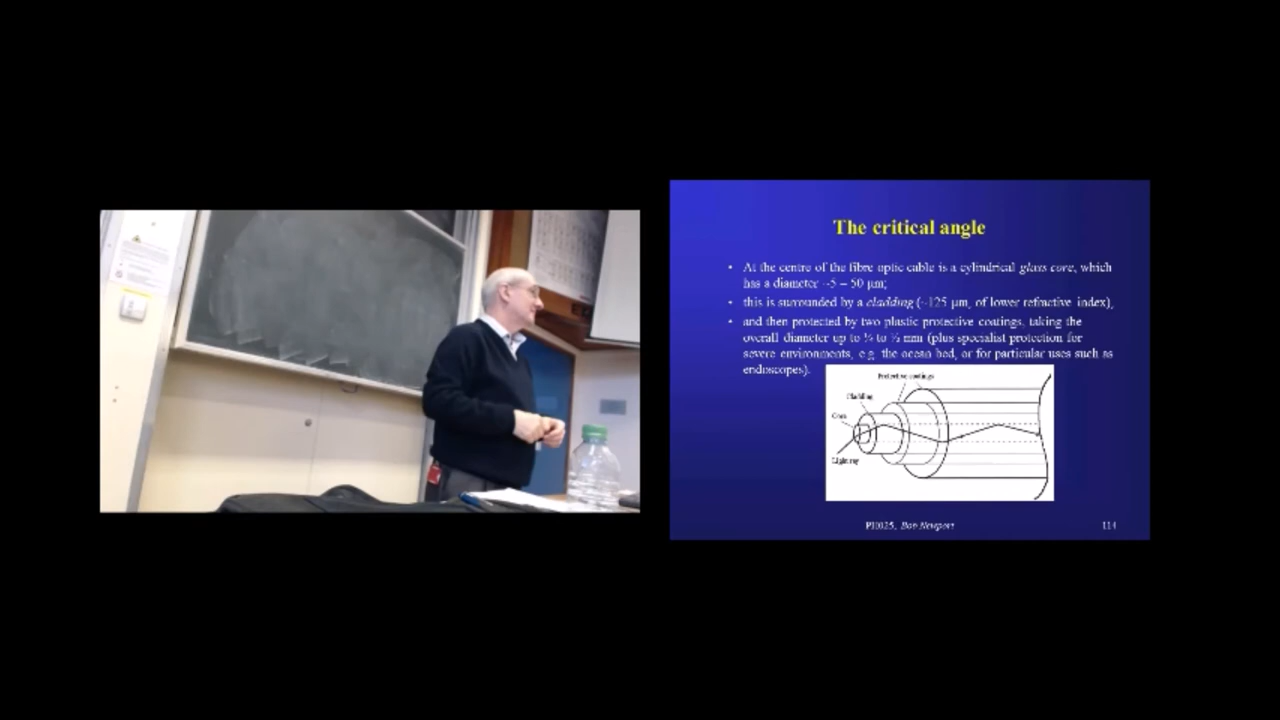 The critical angle
• At the centre of the fibre optic cable is a cylindrical glass core, which
has a diameter ~5 – 50 μm;
• this is surrounded by a cladding (~125 μm, of lower refractive index),
• and then protected by two plastic protective coatings, taking the
overall diameter up to ¼ to ½ mm (plus specialist protection for
severe environments, e.g. the ocean bed, or for particular uses such as
endoscopes).
Protective coatings
Cladding
Core
Light ray
PH025, Bob Newport
114